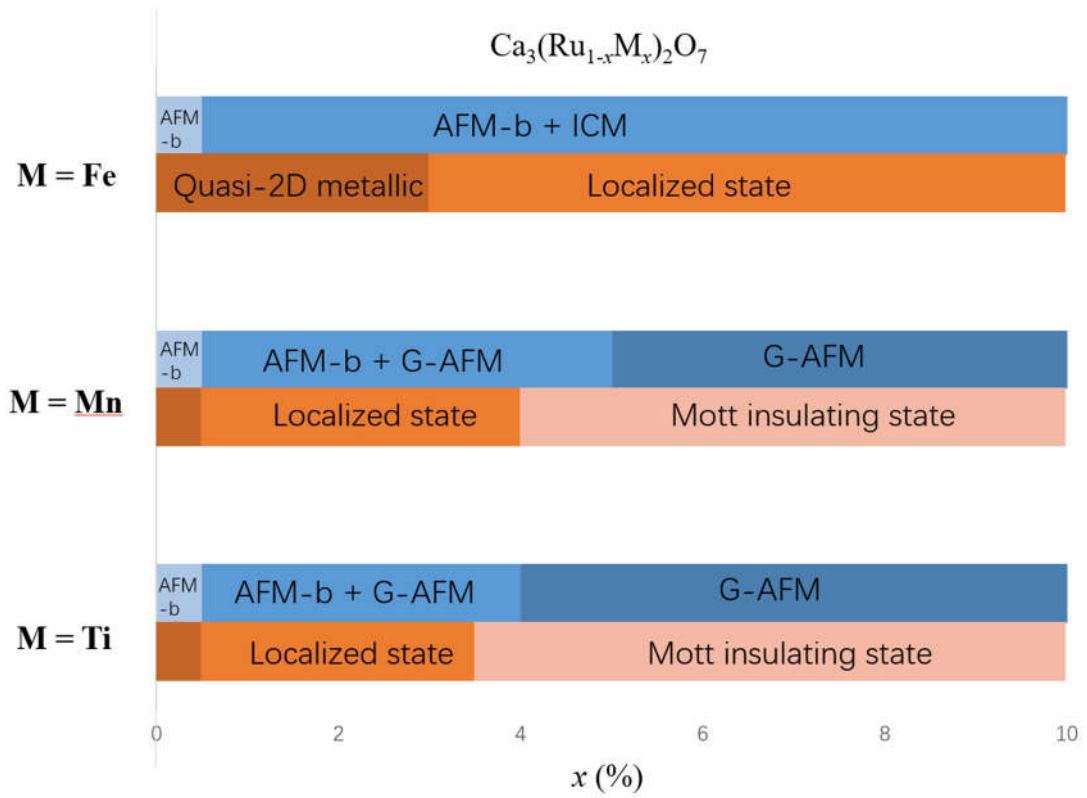 Ca3(Ru1-xMx)2O7
AFM
-b
AFM-b + ICM
M = Fe
Quasi-2D metallic
Localized state
AFM
-b
AFM-b + G-AFM
G-AFM
M = Mn
Localized state
Mott insulating state
AFM
-b
AFM-b + G-AFM
G-AFM
M = Ti
Localized state
Mott insulating state
0
2
4
6
8
10
x (%)